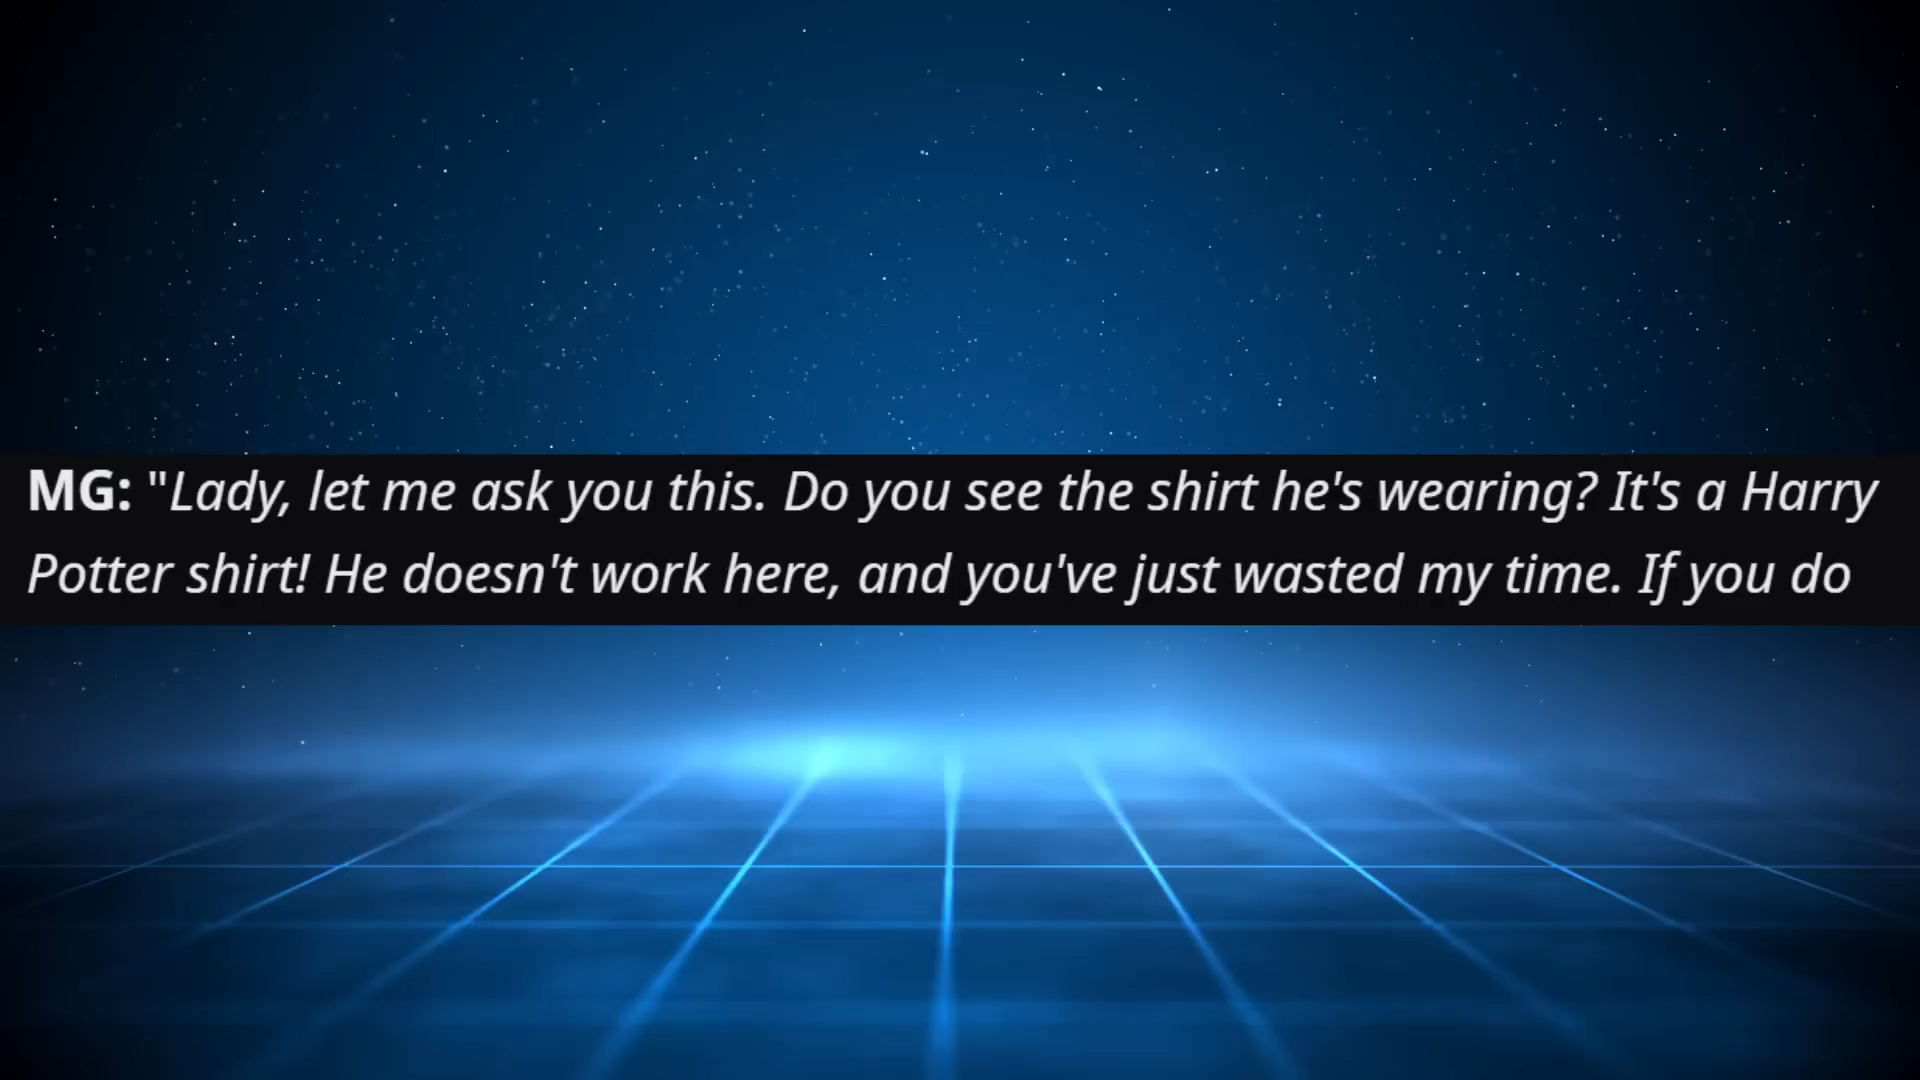 MG: "Lady, let me ask you this. Do you see the shirt he's wearing? It's a Harry
Potter shirt! He doesn't work here, and you've just wasted my time. If you do